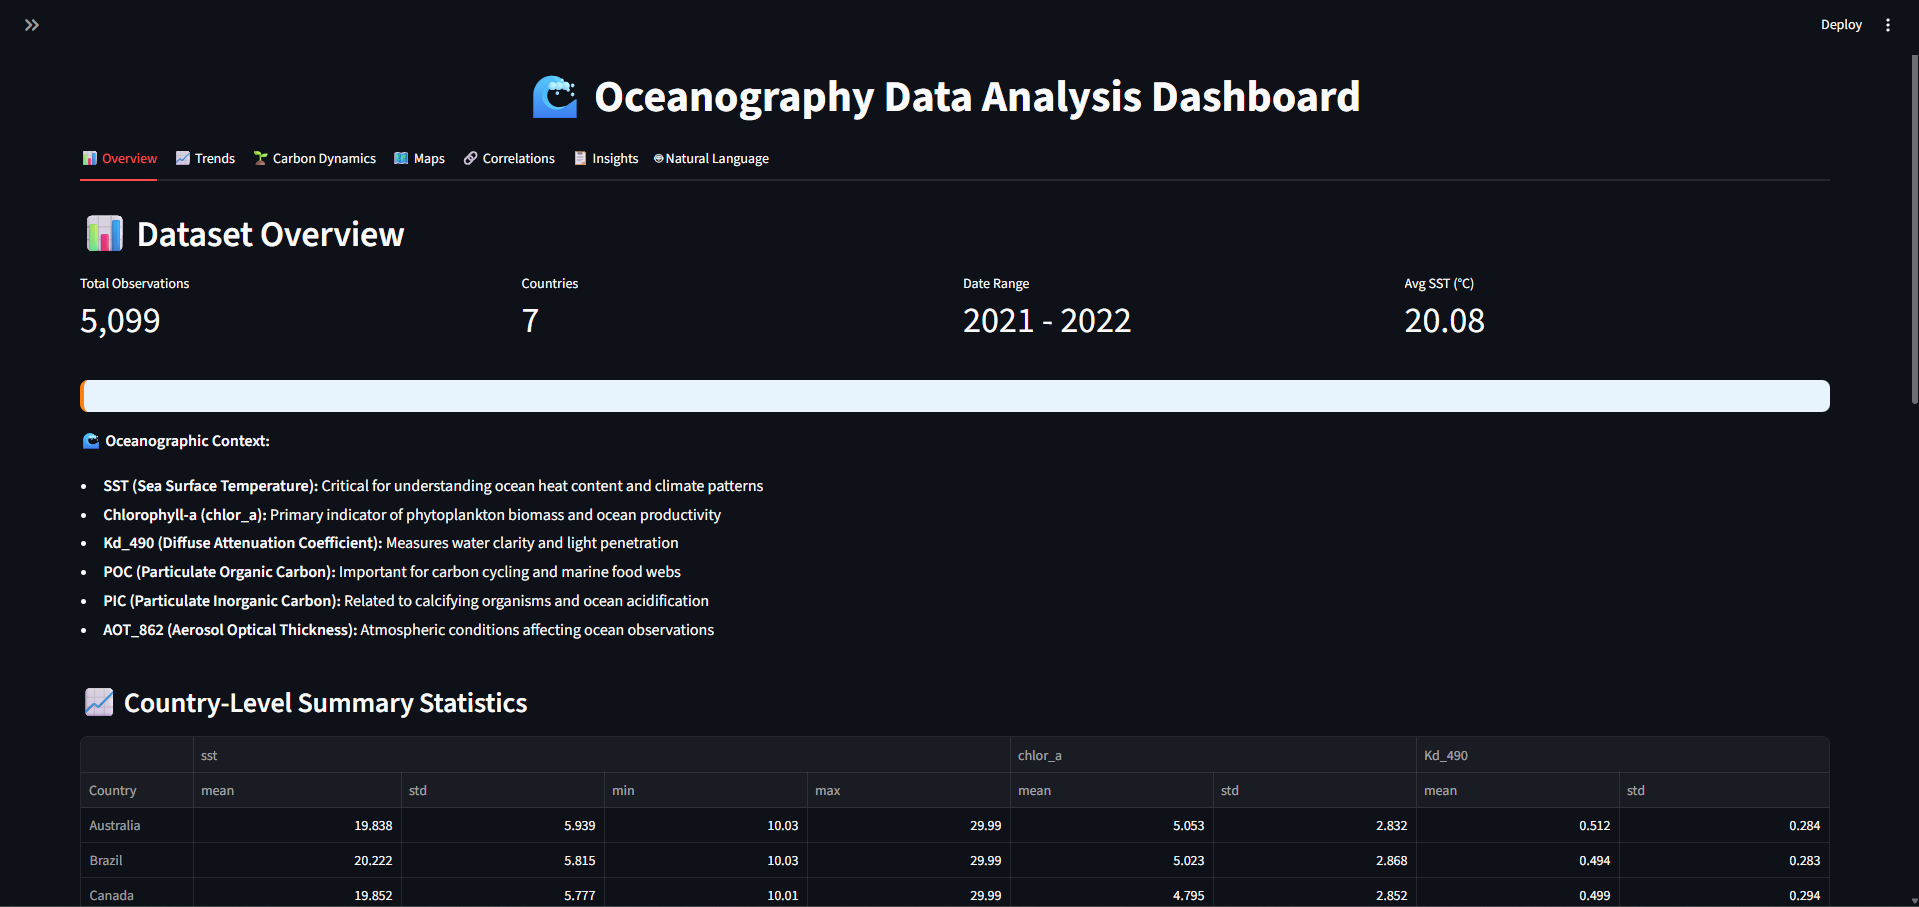 Deploy
Oceanography Data Analysis Dashboard
Overview Trends Carbon Dynamics Maps Correlations Insights Natural Language
Dataset Overview
Total Observations Countries Date Range Avg SST (°C)
5,099 7 2021 - 2022 20.08
Oceanographic Context:
• SST (Sea Surface Temperature): Critical for understanding ocean heat content and climate patterns
• Chlorophyll-a (chlor_a): Primary indicator of phytoplankton biomass and ocean productivity
• Kd_490 (Diffuse Attenuation Coefficient): Measures water clarity and light penetration
• POC (Particulate Organic Carbon): Important for carbon cycling and marine food webs
• PIC (Particulate Inorganic Carbon): Related to calcifying organisms and ocean acidification
• AOT_862 (Aerosol Optical Thickness): Atmospheric conditions affecting ocean observations
Country-Level Summary Statistics
sst chlor_a Kd_490
Country mean std min max mean std mean std
Australia 19.838 5.939 10.03 29.99 5.053 2.832 0.512 0.284
Brazil 20.222 5.815 10.03 29.99 5.023 2.868 0.494 0.283
Canada 19.852 5.777 10.01 29.99 4.795 2.852 0.499 0.294